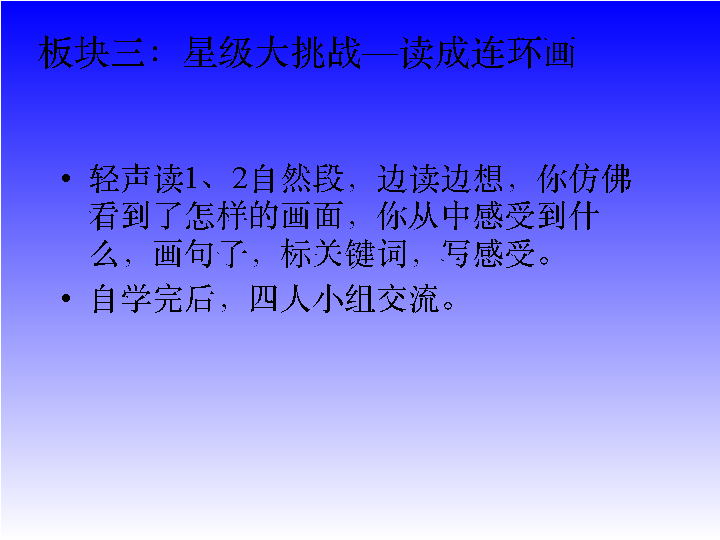 板块三：星级大挑战—读成连环画
• 轻声读1、2自然段，边读边想，你仿佛
看到了怎样的画面，你从中感受到什
么，画句子，标关键词，写感受。
• 自学完后，四人小组交流。